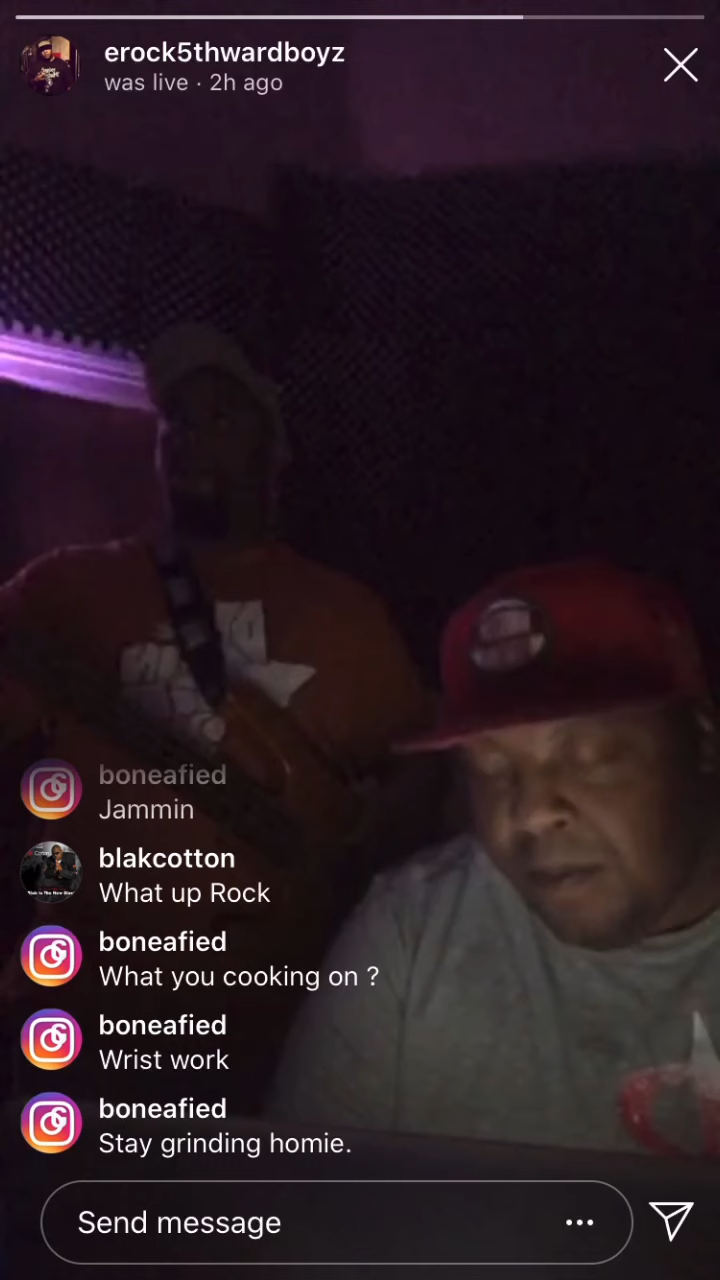 erock5thwardboyz
was live · 2h ago
boneafied
Jammin
blakcotton
What up Rock
boneafied
What you cooking on ?
boneafied
Wrist work
boneafied
Stay grinding homie.
Send message